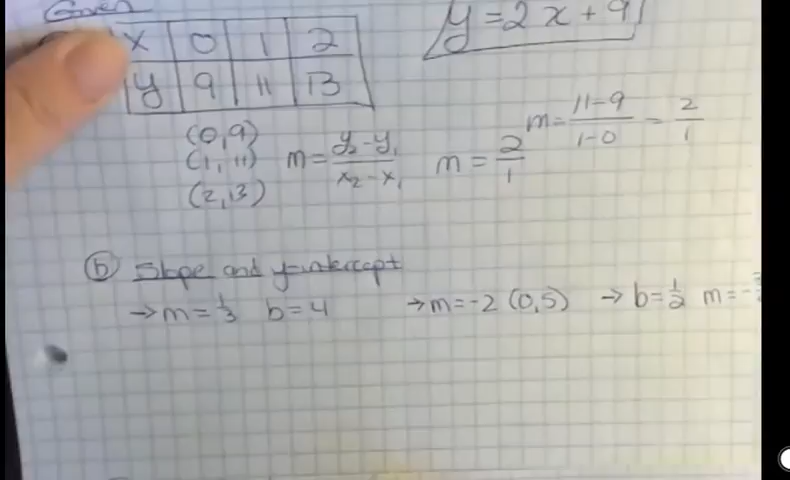 Given
y = 2x + 9
x 0 1 2
y 9 11 13
(0,9)
(1,11)
(2,13)
m = y₂-y₁/x₂-x₁
m = 2/1
m = 11-9/1-0 = 2/1
⑤ Slope and y-intercept
→ m = 1/3 b = 4 → m = -2 (0,5) → b = 1/2 m = -